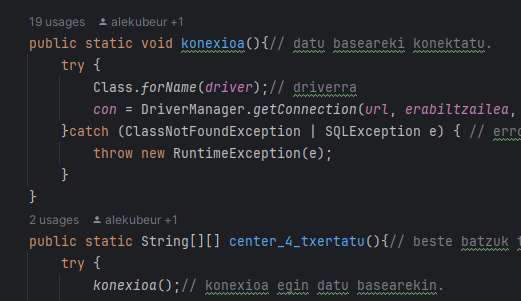 19 usages alekubeur +1
public static void konexioa(){// datu baseareki konektatu.
try {
Class.forName(driver);// driverra
con = DriverManager.getConnection(url, erabiltzailea,
}catch (ClassNotFoundException | SQLException e) { // erro
throw new RuntimeException(e);
}
}
2 usages alekubeur +1
public static String[][] center_4_txertatu(){// beste batzuk
try {
konexioa();// konexioa egin datu basearekin.